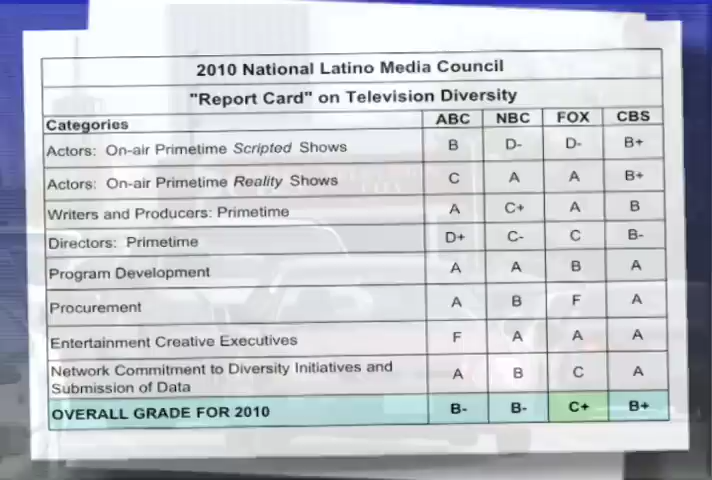 2010 National Latino Media Council
"Report Card" on Television Diversity
Categories ABC NBC FOX CBS
Actors: On-air Primetime Scripted Shows B D- D- B+
Actors: On-air Primetime Reality Shows C A A B+
Writers and Producers: Primetime A C+ A B
Directors: Primetime D+ C- C B-
Program Development A A B A
Procurement A B F A
Entertainment Creative Executives F A A A
Network Commitment to Diversity Initiatives and
Submission of Data A B C A
OVERALL GRADE FOR 2010 B- B- C+ B+